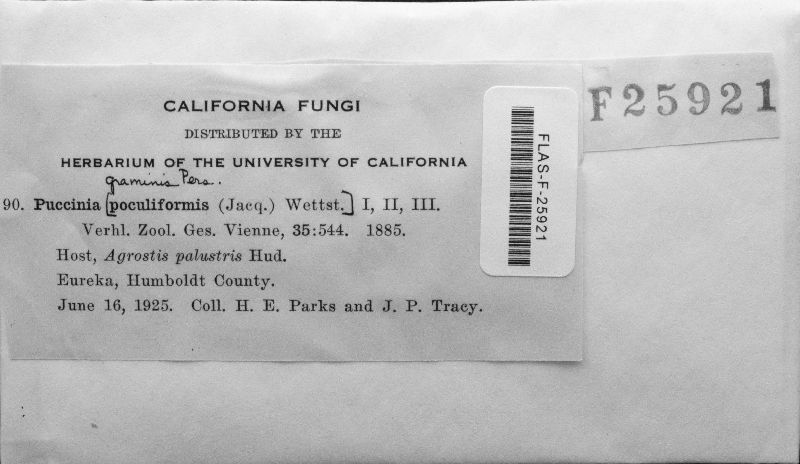 CALIFORNIA FUNGI
DISTRIBUTED BY THE
HERBARIUM OF THE UNIVERSITY OF CALIFORNIA
graminis Pers.
90. Puccinia [poculiformis (Jacq.) Wettst.] I, II, III.
Verhl. Zool. Ges. Vienne, 35:544. 1885.
Host, Agrostis palustris Hud.
Eureka, Humboldt County.
June 16, 1925. Coll. H. E. Parks and J. P. Tracy.
FLAS-F-25921
F25921